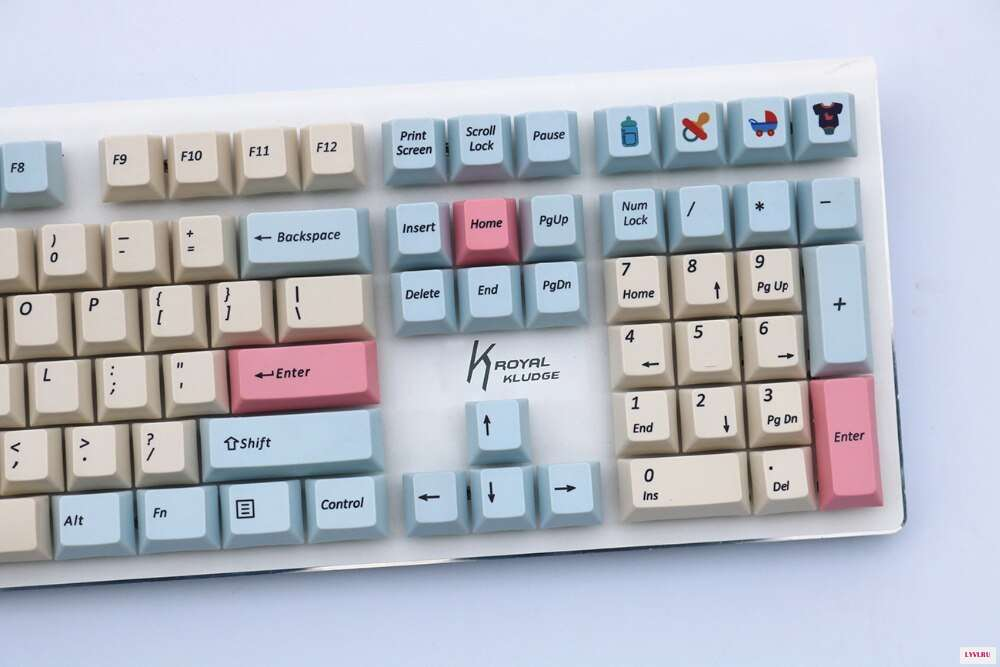 F8
F9
F10
F11
F12
Print
Screen
Scroll
Lock
Pause
)
0
—
-
+
=
← Backspace
Insert
Home
PgUp
Num
Lock
/
*
−
O
P
{
[
}
]
|
\
Delete
End
PgDn
7
Home
8
↑
9
Pg Up
+
L
:
;
"
'
↵ Enter
K ROYAL
KLUDGE
4
←
5
6
→
<
,
>
.
?
/
⇧Shift
↑
1
End
2
↓
3
Pg Dn
Enter
Alt
Fn
Control
←
↓
→
0
Ins
.
Del
LYVI.RU